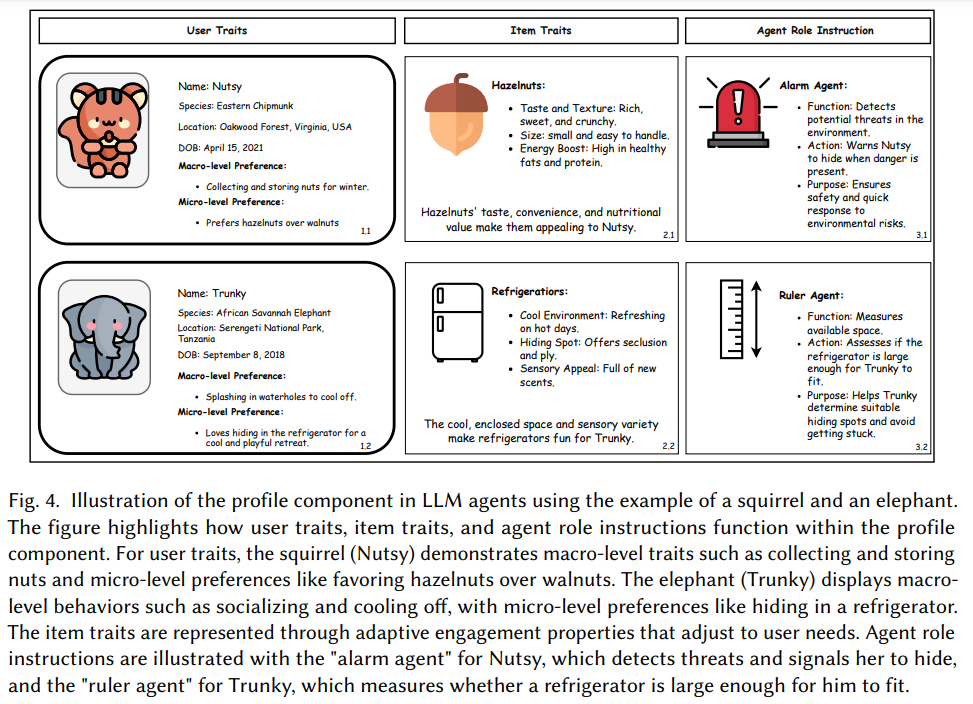 User Traits
Item Traits
Agent Role Instruction
Name: Nutsy
Species: Eastern Chipmunk
Location: Oakwood Forest, Virginia, USA
DOB: April 15, 2021
Macro-level Preference:
• Collecting and storing nuts for winter.
Micro-level Preference:
• Prefers hazelnuts over walnuts
1.1
Hazelnuts:
• Taste and Texture: Rich,
sweet, and crunchy.
• Size: small and easy to handle.
• Energy Boost: High in healthy
fats and protein.
Hazelnuts' taste, convenience, and nutritional
value make them appealing to Nutsy.
2.1
Alarm Agent:
• Function: Detects
potential threats in the
environment.
• Action: Warns Nutsy
to hide when danger is
present.
• Purpose: Ensures
safety and quick
response to
environmental risks.
3.1
Name: Trunky
Species: African Savannah Elephant
Location: Serengeti National Park,
Tanzania
DOB: September 8, 2018
Macro-level Preference:
• Splashing in waterholes to cool off.
Micro-level Preference:
• Loves hiding in the refrigerator for a
cool and playful retreat.
1.2
Refrigeratiors:
• Cool Environment: Refreshing
on hot days.
• Hiding Spot: Offers seclusion
and ply.
• Sensory Appeal: Full of new
scents.
The cool, enclosed space and sensory variety
make refrigerators fun for Trunky.
2.2
Ruler Agent:
• Function: Measures
available space.
• Action: Assesses if the
refrigerator is large
enough for Trunky to
fit.
• Purpose: Helps Trunky
determine suitable
hiding spots and avoid
getting stuck.
3.2
Fig. 4. Illustration of the profile component in LLM agents using the example of a squirrel and an elephant.
The figure highlights how user traits, item traits, and agent role instructions function within the profile
component. For user traits, the squirrel (Nutsy) demonstrates macro-level traits such as collecting and storing
nuts and micro-level preferences like favoring hazelnuts over walnuts. The elephant (Trunky) displays macro-
level behaviors such as socializing and cooling off, with micro-level preferences like hiding in a refrigerator.
The item traits are represented through adaptive engagement properties that adjust to user needs. Agent role
instructions are illustrated with the "alarm agent" for Nutsy, which detects threats and signals her to hide,
and the "ruler agent" for Trunky, which measures whether a refrigerator is large enough for him to fit.